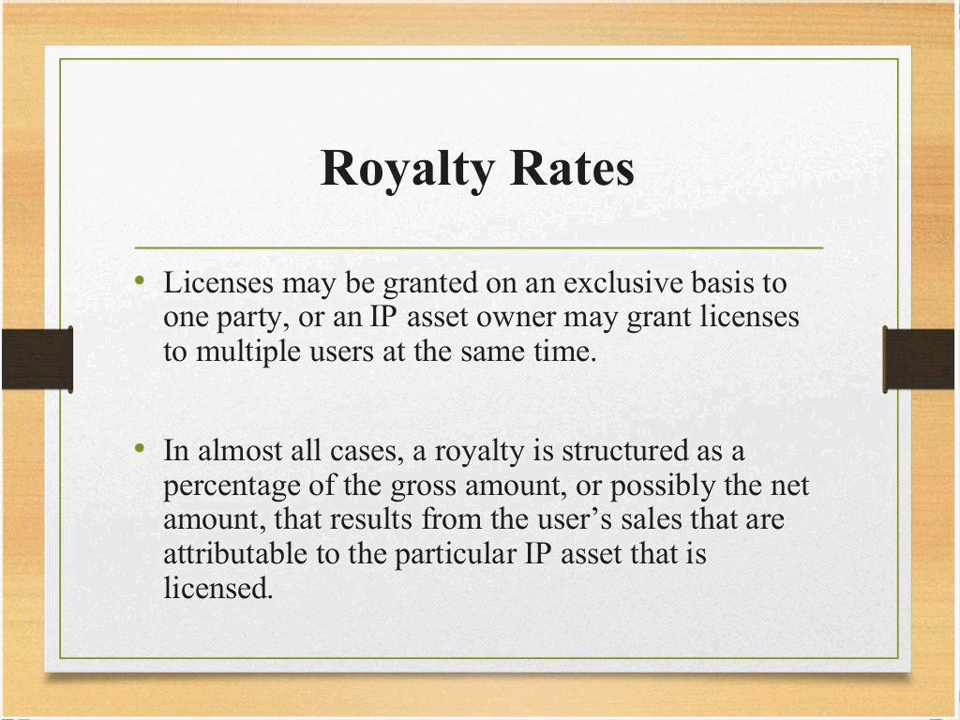 Royalty Rates
• Licenses may be granted on an exclusive basis to
one party, or an IP asset owner may grant licenses
to multiple users at the same time.
• In almost all cases, a royalty is structured as a
percentage of the gross amount, or possibly the net
amount, that results from the user’s sales that are
attributable to the particular IP asset that is
licensed.